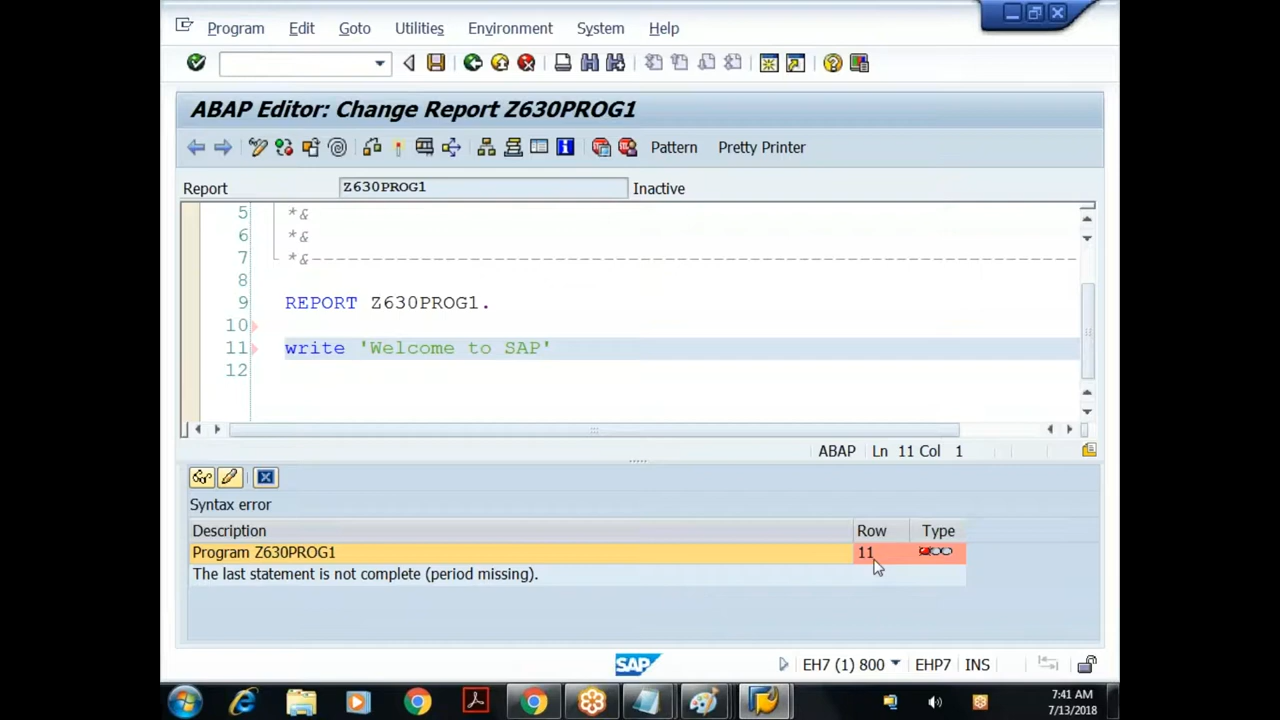 Program Edit Goto Utilities Environment System Help
ABAP Editor: Change Report Z630PROG1
Pattern Pretty Printer
Report Z630PROG1 Inactive
5 *&
6 *&
7 *&---------------------------------------------------------------------
8
9 REPORT Z630PROG1.
10
11 write 'Welcome to SAP'
12
ABAP Ln 11 Col 1
Syntax error
Description Row Type
Program Z630PROG1 11
The last statement is not complete (period missing).
SAP EH7 (1) 800 EHP7 INS
7:41 AM
7/13/2018